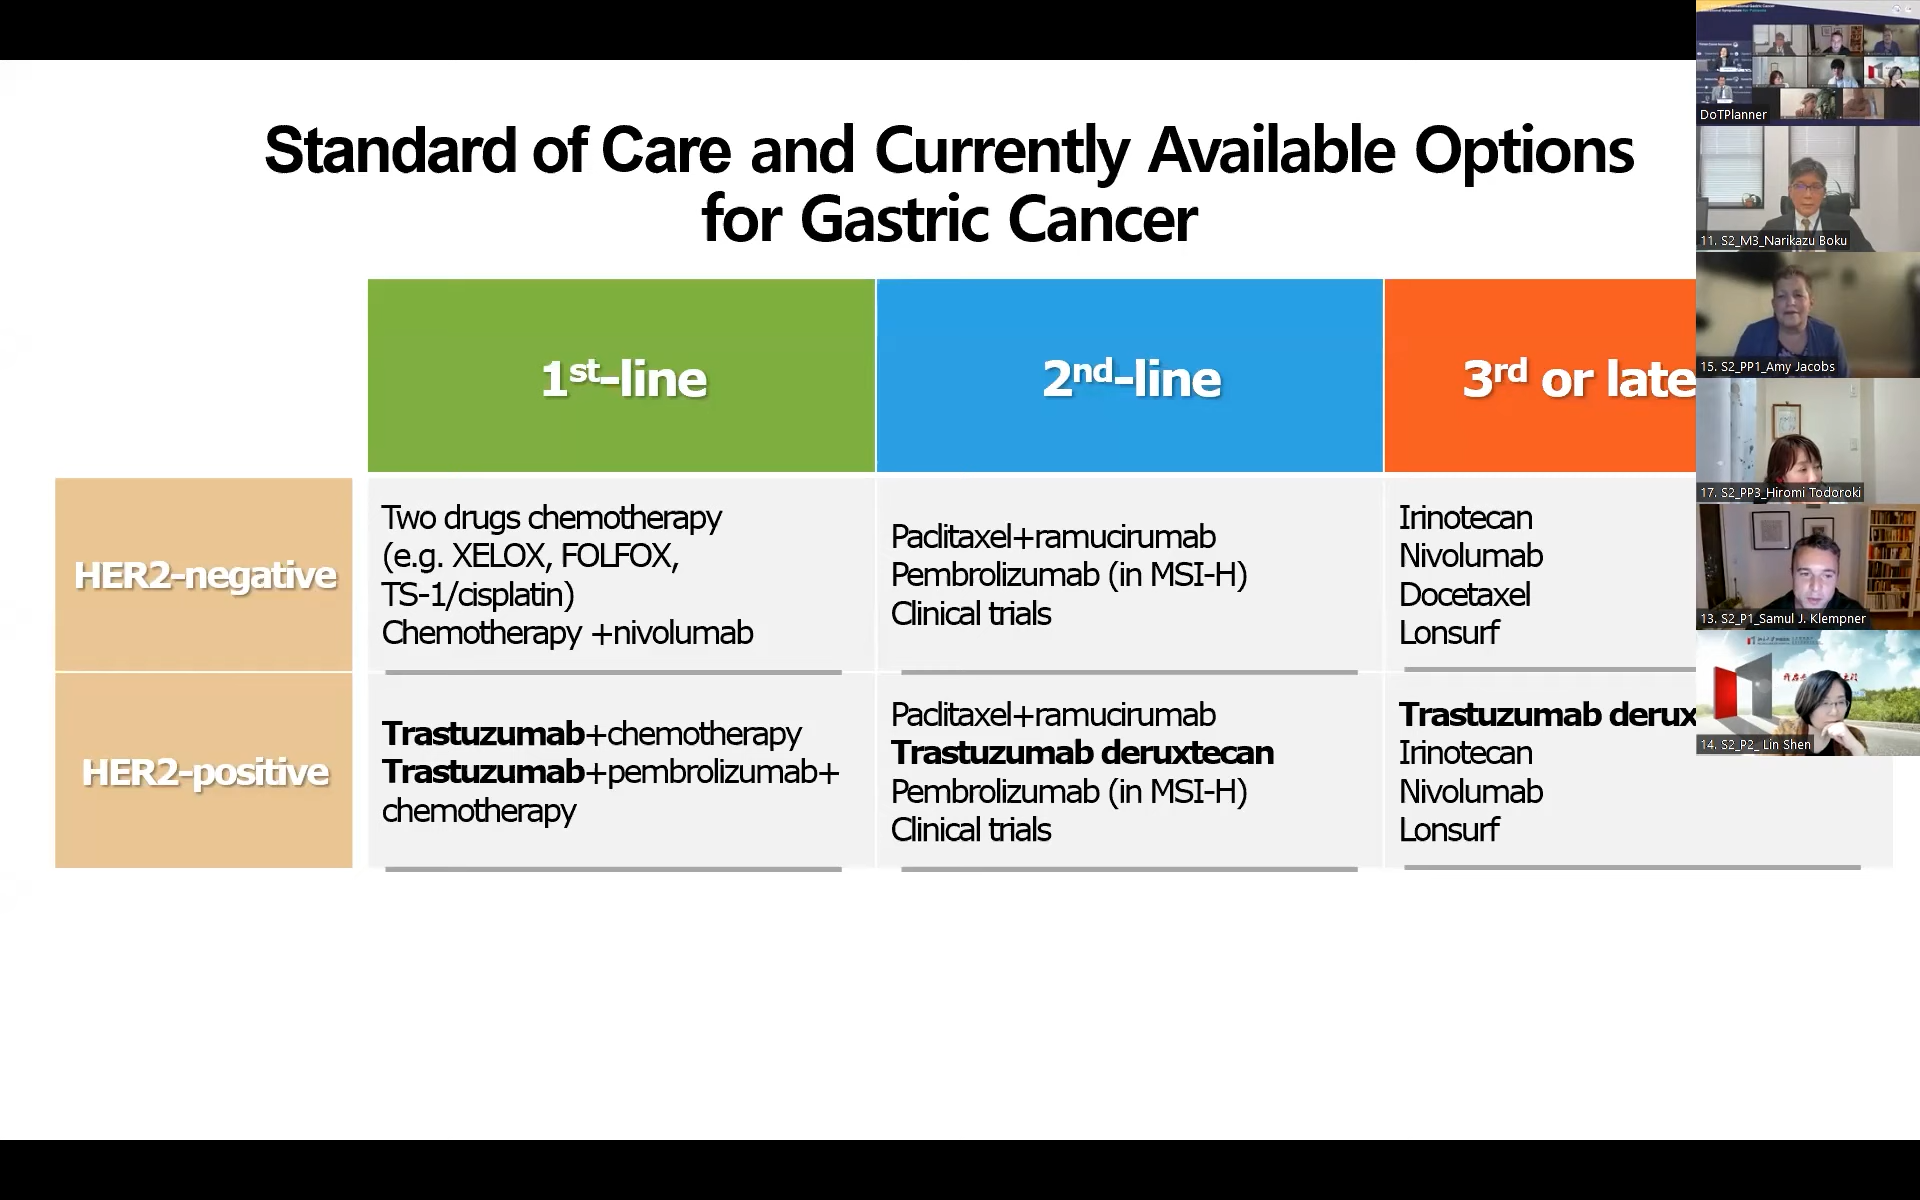 Standard of Care and Currently Available Options
for Gastric Cancer
1st-line
2nd-line
3rd or late
HER2-negative
Two drugs chemotherapy
(e.g. XELOX, FOLFOX,
TS-1/cisplatin)
Chemotherapy +nivolumab
Paclitaxel+ramucirumab
Pembrolizumab (in MSI-H)
Clinical trials
Irinotecan
Nivolumab
Docetaxel
Lonsurf
HER2-positive
Trastuzumab+chemotherapy
Trastuzumab+pembrolizumab+
chemotherapy
Paclitaxel+ramucirumab
Trastuzumab deruxtecan
Pembrolizumab (in MSI-H)
Clinical trials
Trastuzumab derux
Irinotecan
Nivolumab
Lonsurf
DoTPlanner
11. S2_M3_Narikazu Boku
15. S2_PP1_Amy Jacobs
17. S2_PP3_Hiromi Todoroki
13. S2_P1_Samul J. Klempner
14. S2_P2_ Lin Shen